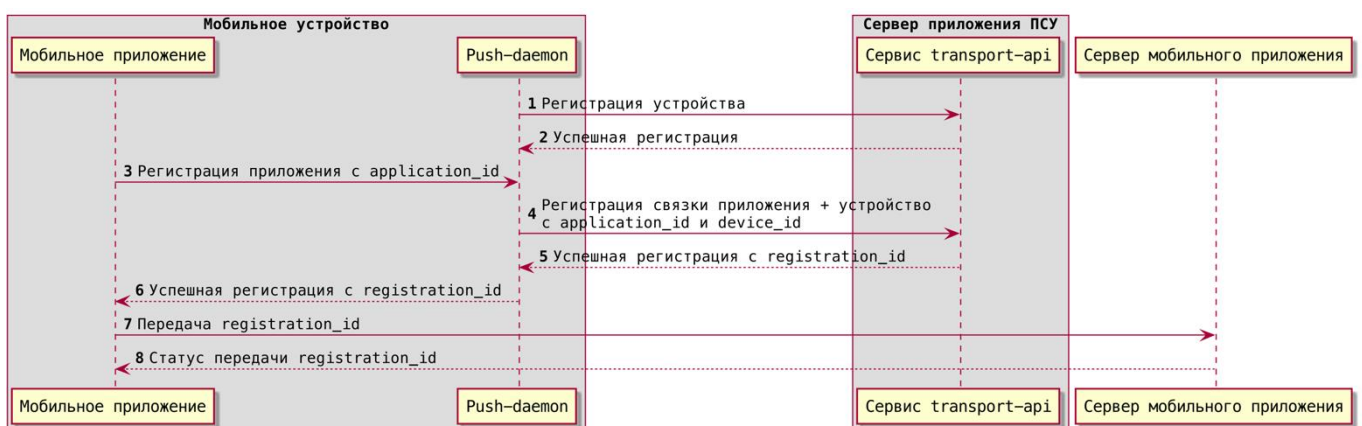 Мобильное устройство
Сервер приложения ПСУ
Мобильное приложение
Push-daemon
Сервис transport-api
Сервер мобильного приложения
1 Регистрация устройства
2 Успешная регистрация
3 Регистрация приложения с application_id
4 Регистрация связки приложения + устройство
с application_id и device_id
5 Успешная регистрация с registration_id
6 Успешная регистрация с registration_id
7 Передача registration_id
8 Статус передачи registration_id
Мобильное приложение
Push-daemon
Сервис transport-api
Сервер мобильного приложения